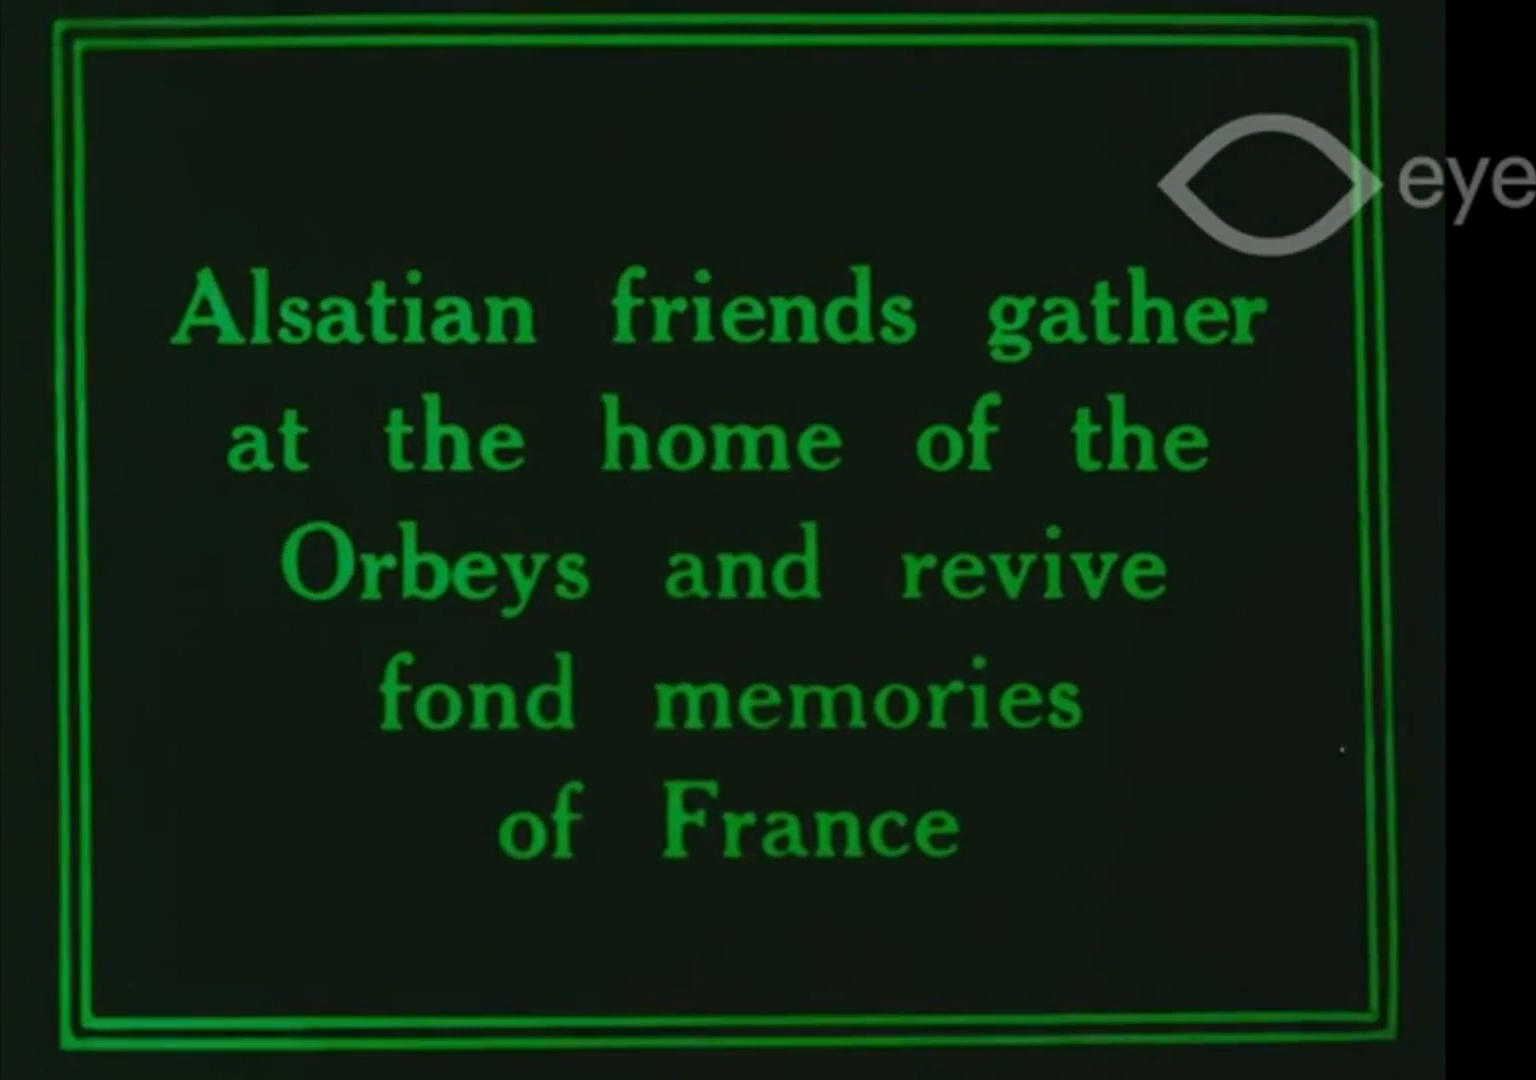 eye
Alsatian friends gather
at the home of the
Orbeys and revive
fond memories
of France